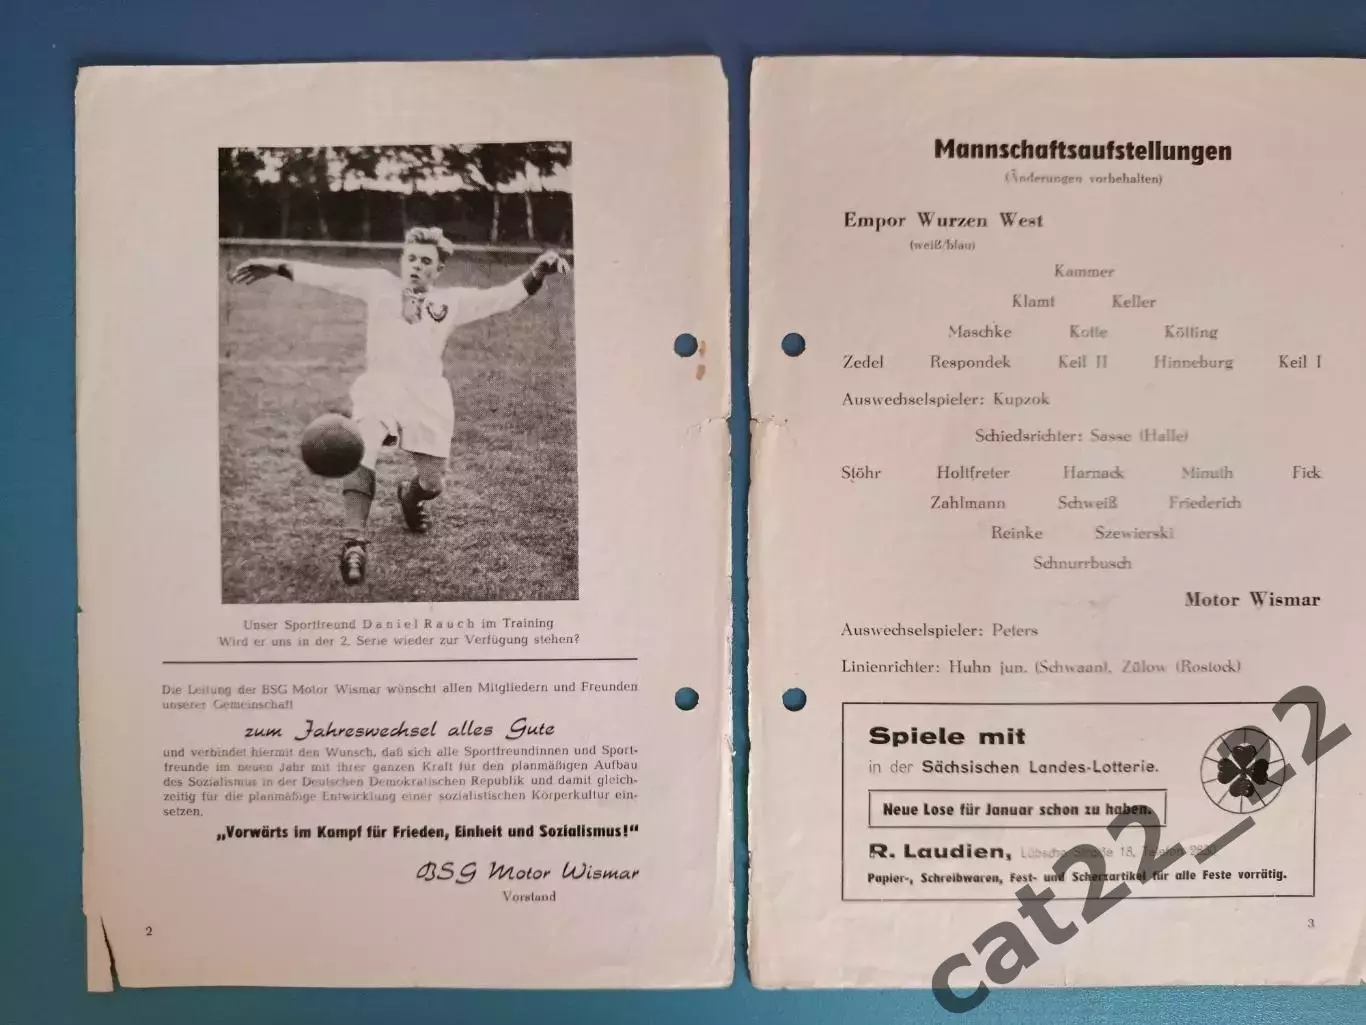 Unser Sportfreund Daniel Rauch im Training
Wird er uns in der 2. Serie wieder zur Verfügung stehen?
Die Leitung der BSG Motor Wismar wünscht allen Mitgliedern und Freunden
unserer Gemeinschaft
zum Jahreswechsel alles Gute
und verbindet hiermit den Wunsch, daß sich alle Sportfreundinnen und Sport-
freunde im neuen Jahr mit ihrer ganzen Kraft für den planmäßigen Aufbau
des Sozialismus in der Deutschen Demokratischen Republik und damit gleich-
zeitig für die planmäßige Entwicklung einer sozialistischen Körperkultur ein-
setzen.
„Vorwärts im Kampf für Frieden, Einheit und Sozialismus!“
BSG Motor Wismar
Vorstand
2
Mannschaftsaufstellungen
(Änderungen vorbehalten)
Empor Wurzen West
(weiß/blau)
Kammer
Klamt Keller
Maschke Kotte Kölling
Zedel Respondek Keil II Hinneburg Keil I
Auswechselspieler: Kupzok
Schiedsrichter: Sasse (Halle)
Stöhr Holtfreter Harnack Minuth Fick
Zahlmann Schweiß Friederich
Reinke Szewierski
Schnurrbusch
Motor Wismar
Auswechselspieler: Peters
Linienrichter: Huhn jun. (Schwaan), Zülow (Rostock)
Spiele mit
in der Sächsischen Landes-Lotterie.
Neue Lose für Januar schon zu haben.
R. Laudien, Lübsche Straße 18, Telefon 2830
Papier-, Schreibwaren, Fest- und Scherzartikel für alle Feste vorrätig.
3
cat22_22